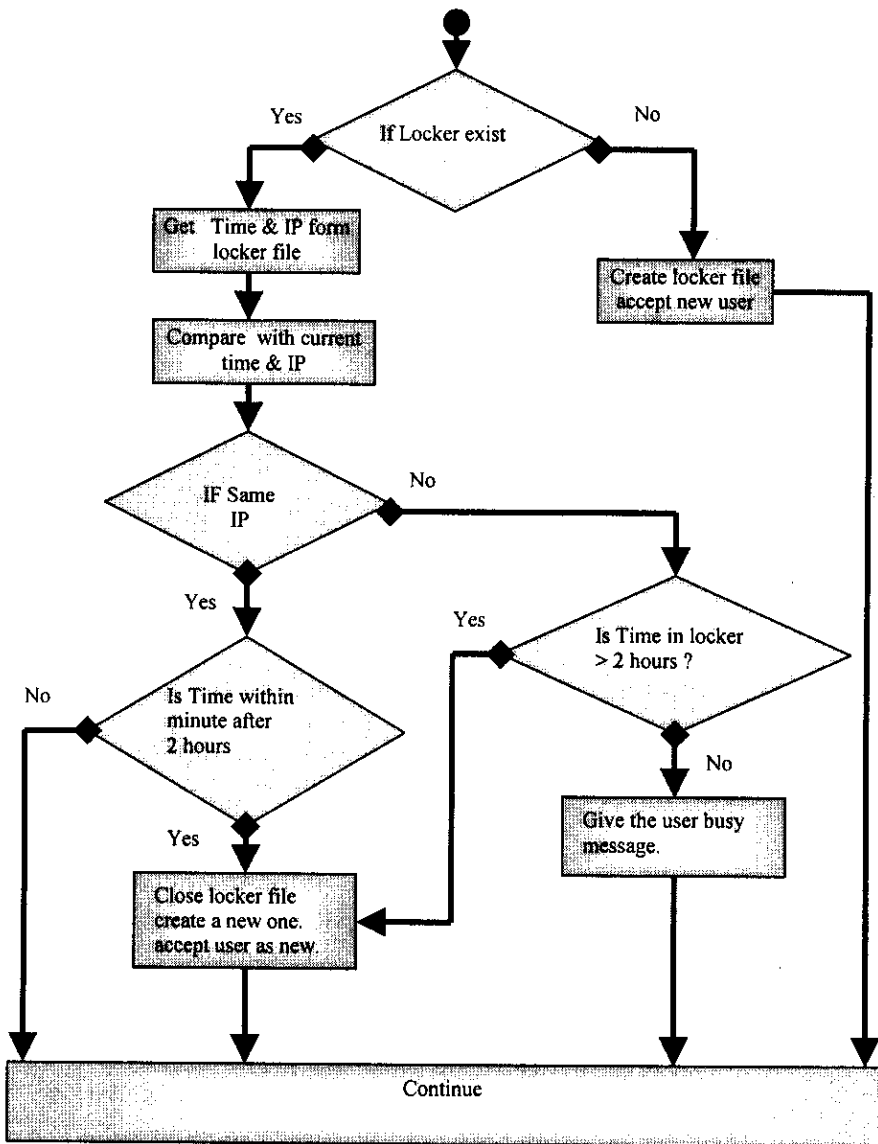 Yes
No
If Locker exist
Get Time & IP form
locker file
Create locker file
accept new user
Compare with current
time & IP
IF Same
IP
No
Yes
Yes
Is Time in locker
> 2 hours ?
No
Is Time within
minute after
2 hours
No
Yes
Give the user busy
message.
Close locker file
create a new one.
accept user as new.
Continue